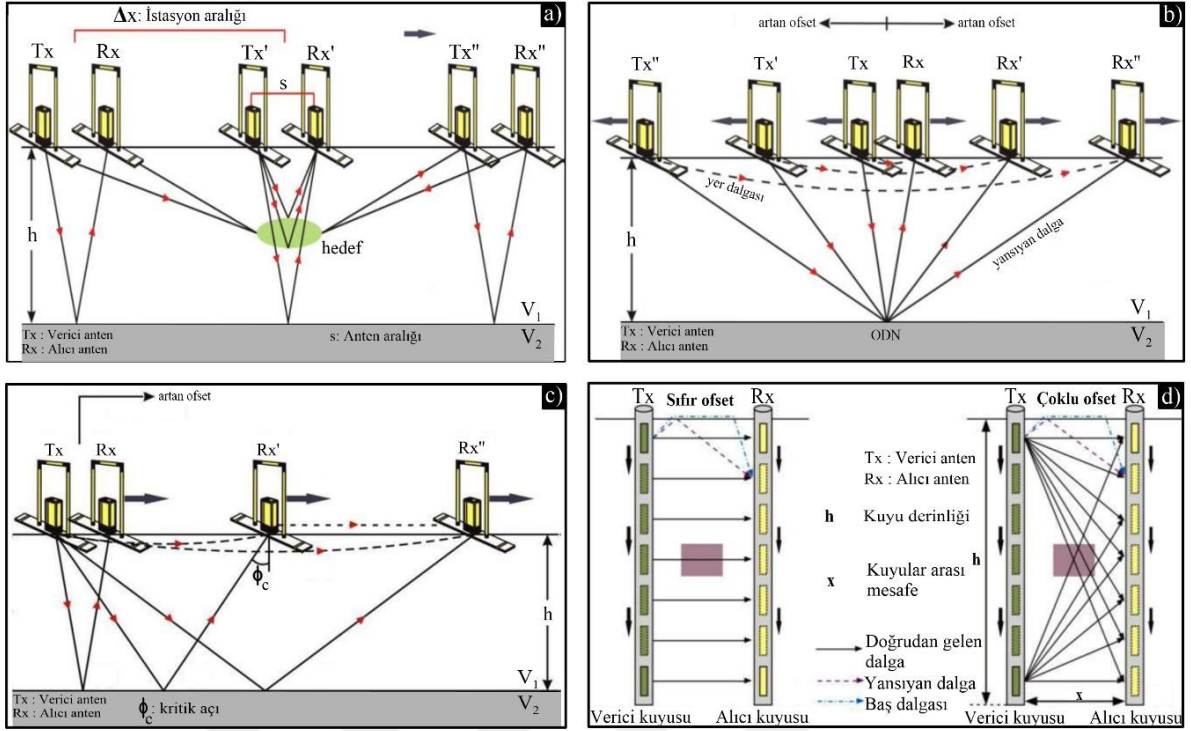 a)
Δx: İstasyon aralığı
Tx Rx Tx' Rx' Tx" Rx"
s
h
hedef
V1
V2
Tx : Verici anten
Rx : Alıcı anten
s: Anten aralığı
b)
artan ofset artan ofset
Tx" Tx' Tx Rx Rx' Rx"
yer dalgası
h
yansıyan dalga
V1
V2
Tx : Verici anten
Rx : Alıcı anten
ODN
c)
artan ofset
Tx Rx Rx' Rx"
ϕc
h
V1
V2
Tx : Verici anten
Rx : Alıcı anten
ϕc: kritik açı
d)
Tx Sıfır ofset Rx
Tx Çoklu ofset Rx
Tx : Verici anten
Rx : Alıcı anten
h Kuyu derinliği
h
x Kuyular arası
mesafe
Doğrudan gelen
dalga
Yansıyan dalga
Baş dalgası
x
Verici kuyusu Alıcı kuyusu
Verici kuyusu Alıcı kuyusu